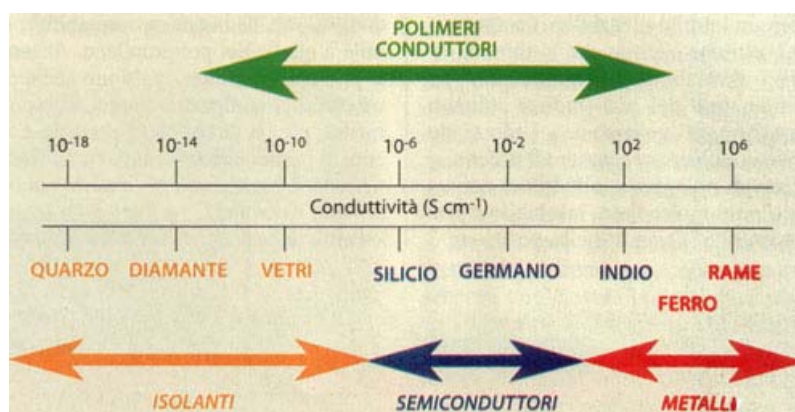 POLIMERI
CONDUTTORI
10-18 10-14 10-10 10-6 10-2 102 106
Conduttività (S cm-1)
QUARZO DIAMANTE VETRI SILICIO GERMANIO INDIO RAME
FERRO
ISOLANTI SEMICONDUTTORI METALLI